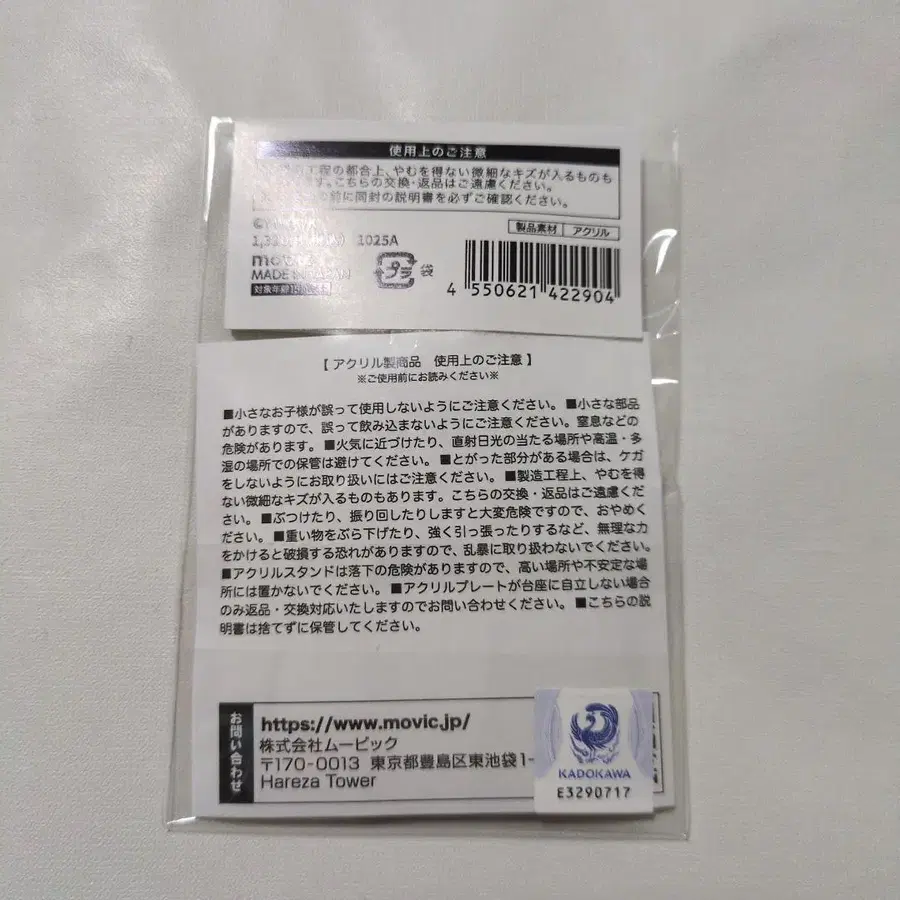 使用上のご注意
工程の都合上、やむを得ない微細なキズが入るものも
す。こちらの交換・返品はご遠慮ください。
の前に同封の説明書を必ずご確認ください。
製品素材 アクリル
1025A
MADE IN JAPAN
プラ 袋
対象年齢15
4 550621 422904
【 アクリル製商品 使用上のご注意 】
※ご使用前にお読みください※
■小さなお子様が誤って使用しないようにご注意ください。 ■小さな部品
がありますので、誤って飲み込まないようにご注意ください。窒息などの
危険があります。 ■火気に近づけたり、直射日光の当たる場所や高温・多
湿の場所での保管は避けてください。 ■とがった部分がある場合は、ケガ
をしないようにお取り扱いにはご注意ください。 ■製造工程上、やむを得
ない微細なキズが入るものもあります。こちらの交換・返品はご遠慮くだ
さい。 ■ぶつけたり、振り回したりしますと大変危険ですので、おやめく
ださい。 ■重い物をぶら下げたり、強く引っ張ったりするなど、無理な力
をかけると破損する恐れがありますので、乱暴に取り扱わないでください。
■アクリルスタンドは落下の危険がありますので、高い場所や不安定な場
所には置かないでください。 ■アクリルプレートが台座に自立しない場合
のみ返品・交換対応いたしますのでお問い合わせください。 ■こちらの説
明書は捨てずに保管してください。
お問い合わせ
https://www.movic.jp/
株式会社ムービック
〒170-0013 東京都豊島区東池袋1-
Hareza Tower
KADOKAWA
E3290717